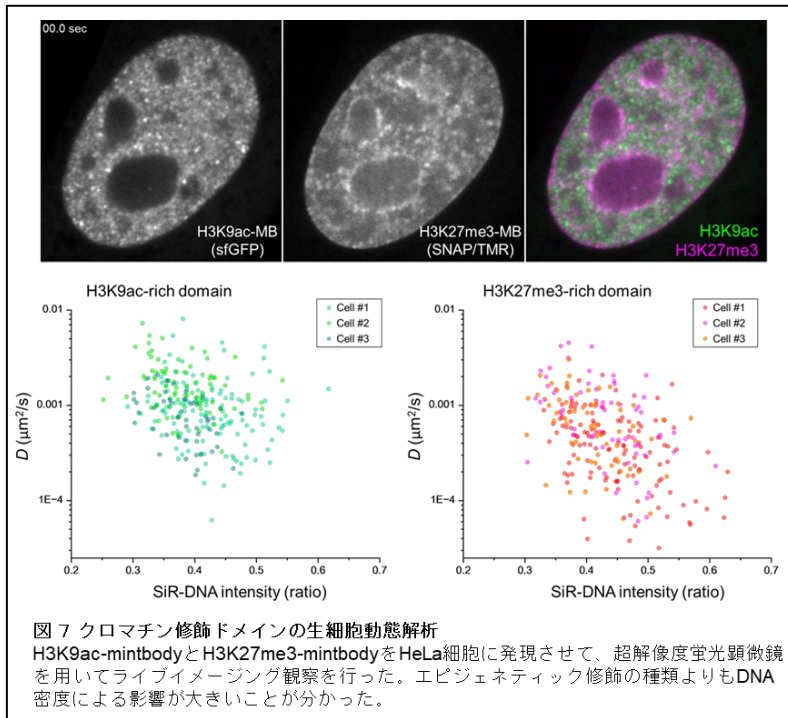 00.0 sec
H3K9ac-MB
(sfGFP)
H3K27me3-MB
(SNAP/TMR)
H3K9ac
H3K27me3
H3K9ac-rich domain
Cell #1
Cell #2
Cell #3
0.01
0.001
1E−4
D (μm²/s)
0.2 0.3 0.4 0.5 0.6 0.7
SiR-DNA intensity (ratio)
H3K27me3-rich domain
Cell #1
Cell #2
Cell #3
0.01
0.001
1E−4
D (μm²/s)
0.2 0.3 0.4 0.5 0.6 0.7
SiR-DNA intensity (ratio)
図 7 クロマチン修飾ドメインの生細胞動態解析
H3K9ac-mintbodyとH3K27me3-mintbodyをHeLa細胞に発現させて、超解像度蛍光顕微鏡
を用いてライブイメージング観察を行った。エピジェネティック修飾の種類よりもDNA
密度による影響が大きいことが分かった。